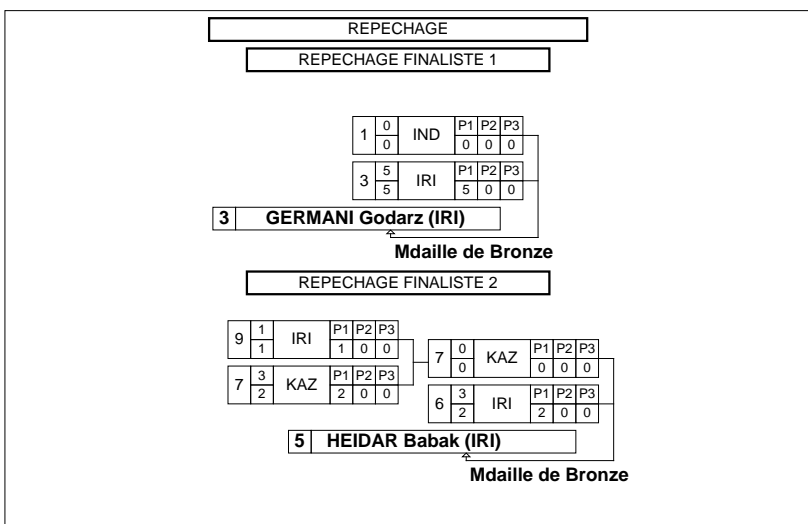 REPECHAGE
REPECHAGE FINALISTE 1
0 P1 P2 P3
1 IND
0 0 0 0
5 P1 P2 P3
3 IRI
5 5 0 0
3 GERMANI Godarz (IRI)
Mdaille de Bronze
REPECHAGE FINALISTE 2
1 P1 P2 P3
9 IRI
1 1 0 0
3 P1 P2 P3
7 KAZ
2 2 0 0
0 P1 P2 P3
7 KAZ
0 0 0 0
3 P1 P2 P3
6 IRI
2 2 0 0
5 HEIDAR Babak (IRI)
Mdaille de Bronze